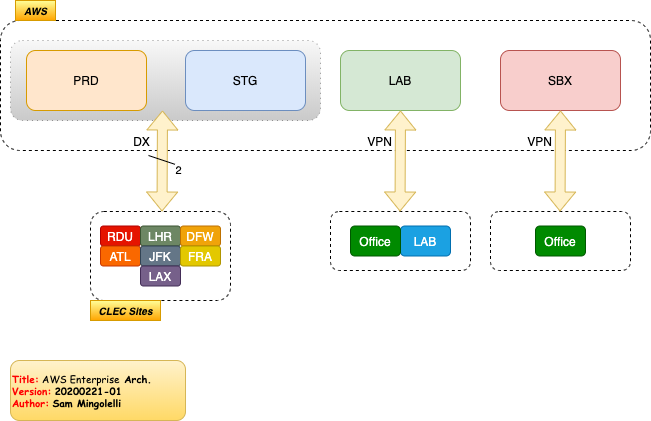 AWS
PRD
STG
LAB
SBX
DX
VPN
VPN
2
RDU LHR DFW
ATL JFK FRA
LAX
CLEC Sites
Office LAB
Office
Title: AWS Enterprise Arch.
Version: 20200221-01
Author: Sam Mingolelli